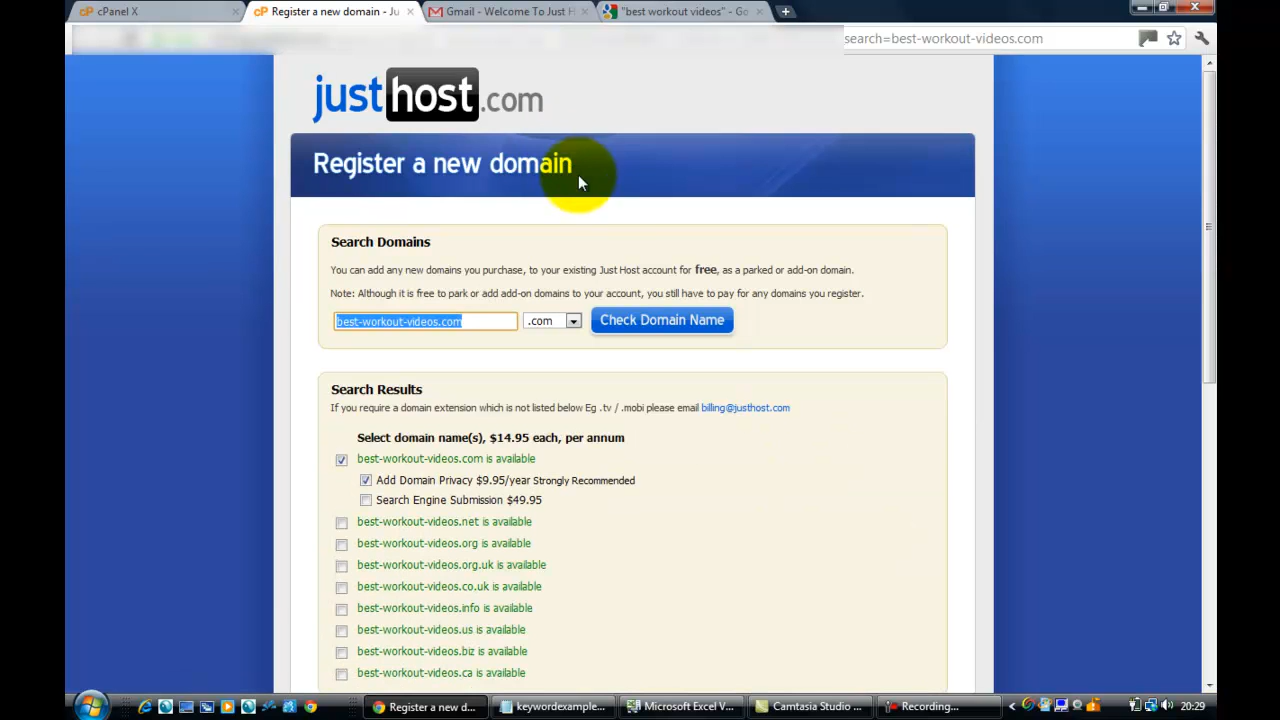 cPanel X
Register a new domain - Ju
Gmail - Welcome To Just H
"best workout videos" - Go
search=best-workout-videos.com
justhost.com
Register a new domain
Search Domains
You can add any new domains you purchase, to your existing Just Host account for free, as a parked or add-on domain.
Note: Although it is free to park or add add-on domains to your account, you still have to pay for any domains you register.
best-workout-videos.com
.com
Check Domain Name
Search Results
If you require a domain extension which is not listed below Eg .tv / .mobi please email billing@justhost.com
Select domain name(s), $14.95 each, per annum
best-workout-videos.com is available
Add Domain Privacy $9.95/year Strongly Recommended
Search Engine Submission $49.95
best-workout-videos.net is available
best-workout-videos.org is available
best-workout-videos.org.uk is available
best-workout-videos.co.uk is available
best-workout-videos.info is available
best-workout-videos.us is available
best-workout-videos.biz is available
best-workout-videos.ca is available
Register a new d...
keywordexample...
Microsoft Excel V...
Camtasia Studio ...
Recording...
20:29